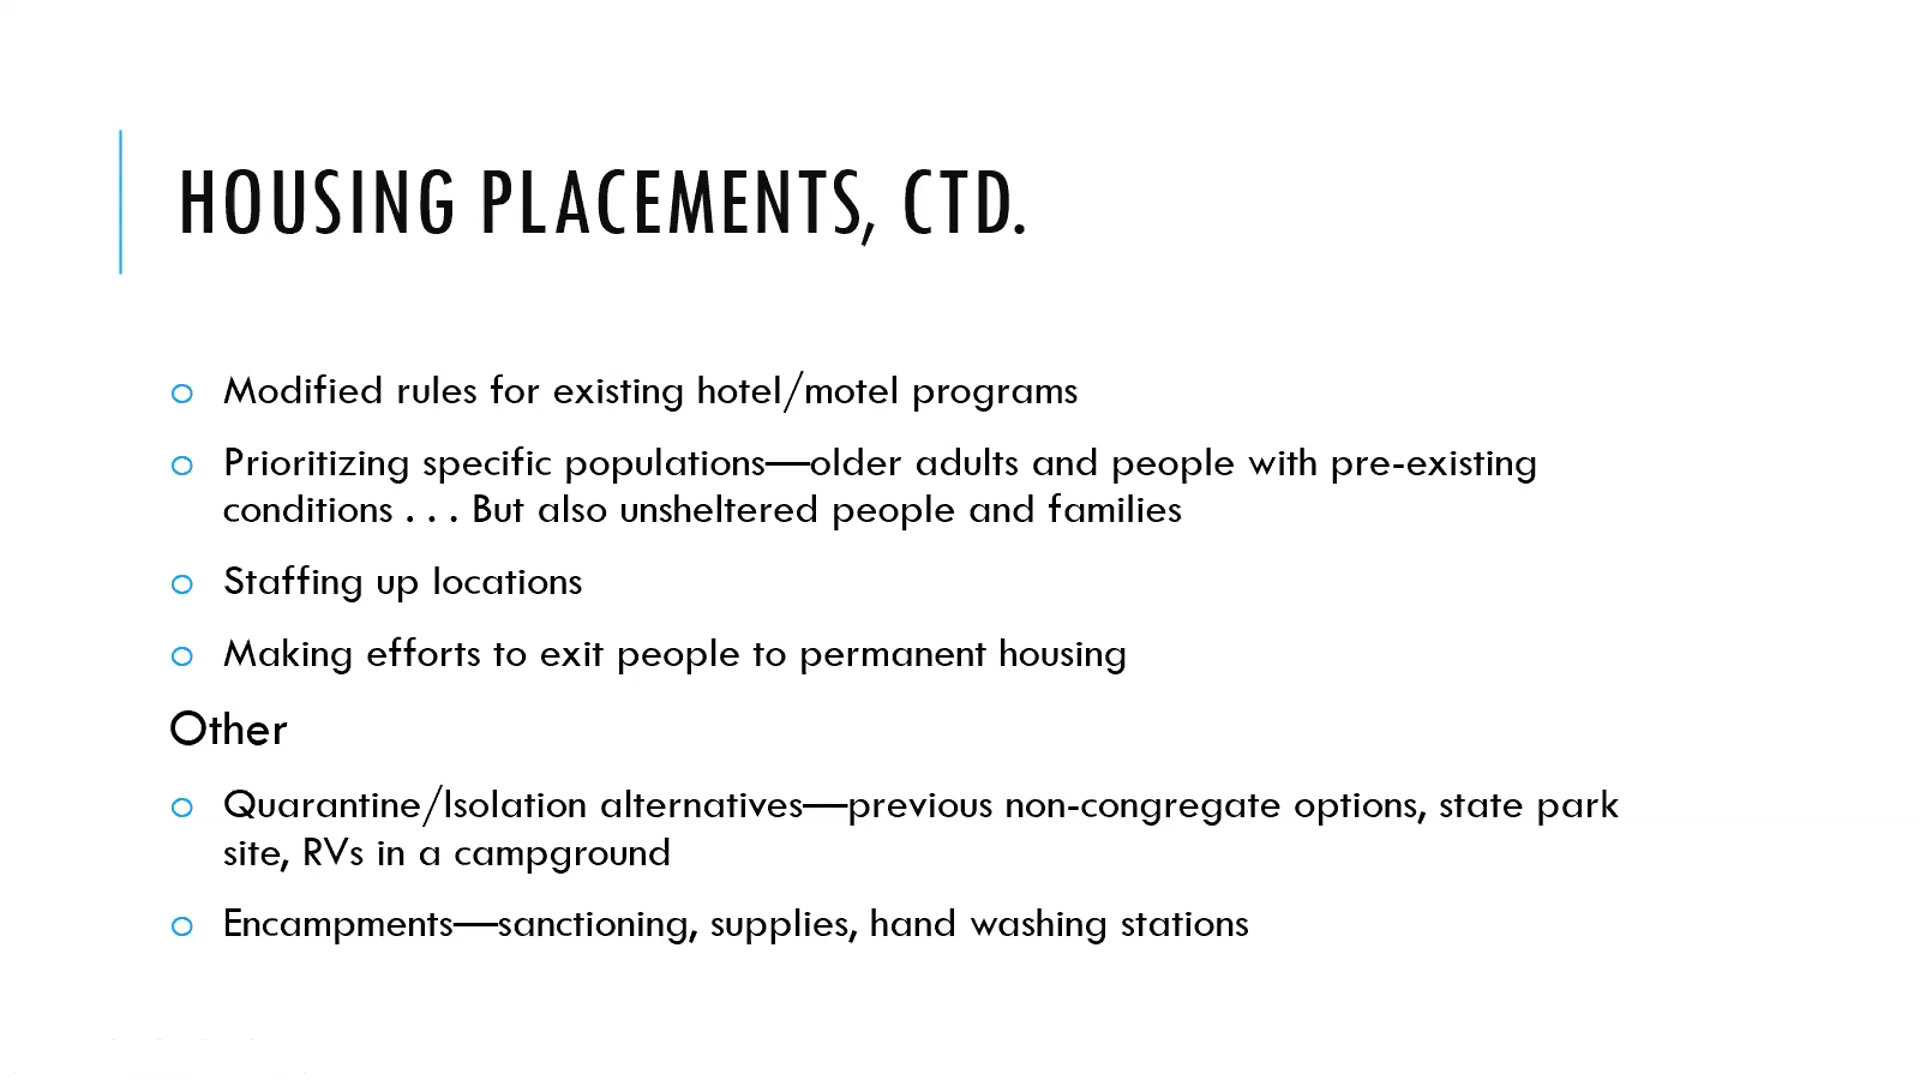 HOUSING PLACEMENTS, CTD.
o Modified rules for existing hotel/motel programs
o Prioritizing specific populations—older adults and people with pre-existing
conditions . . . But also unsheltered people and families
o Staffing up locations
o Making efforts to exit people to permanent housing
Other
o Quarantine/Isolation alternatives—previous non-congregate options, state park
site, RVs in a campground
o Encampments—sanctioning, supplies, hand washing stations